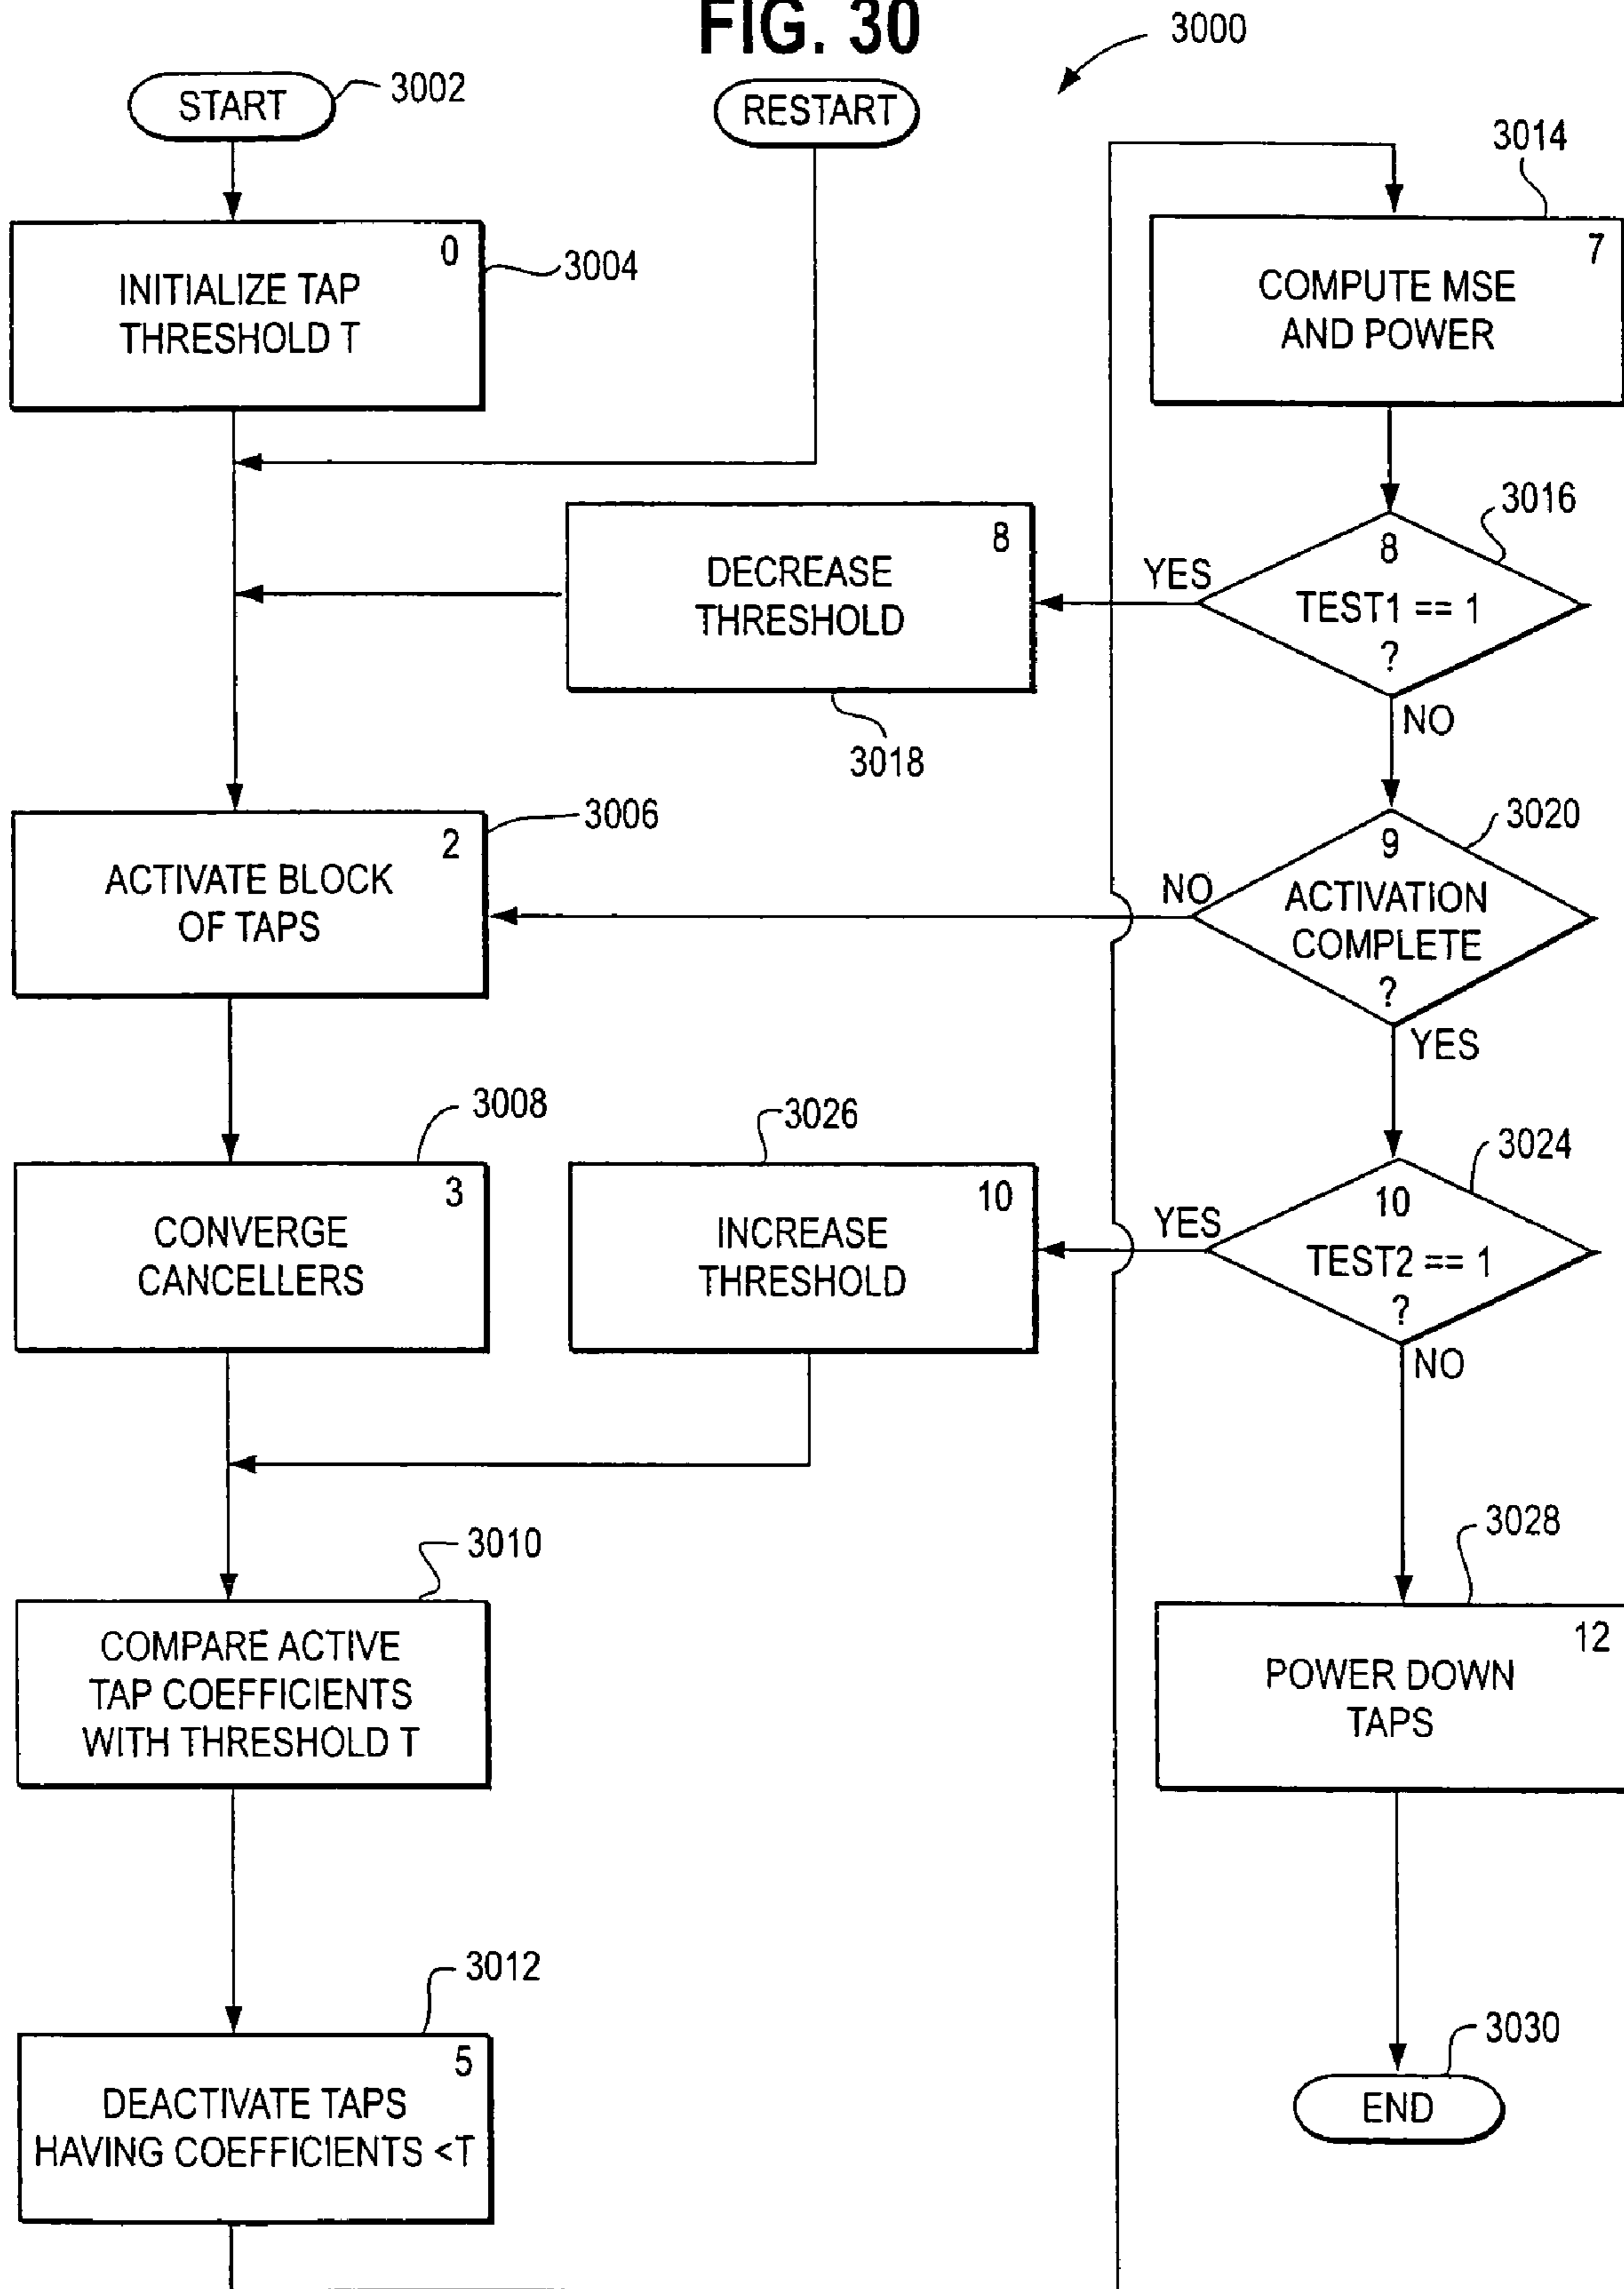 FIG. 30
3000
START
3002
RESTART
0
INITIALIZE TAP
THRESHOLD T
3004
3014
7
COMPUTE MSE
AND POWER
8
DECREASE
THRESHOLD
3018
3016
8
TEST1 == 1
?
YES
NO
2
ACTIVATE BLOCK
OF TAPS
3006
3020
9
ACTIVATION
COMPLETE
?
NO
YES
3008
3
CONVERGE
CANCELLERS
3026
10
INCREASE
THRESHOLD
3024
10
TEST2 == 1
?
YES
NO
3010
COMPARE ACTIVE
TAP COEFFICIENTS
WITH THRESHOLD T
3028
12
POWER DOWN
TAPS
3012
5
DEACTIVATE TAPS
HAVING COEFFICIENTS <T
3030
END